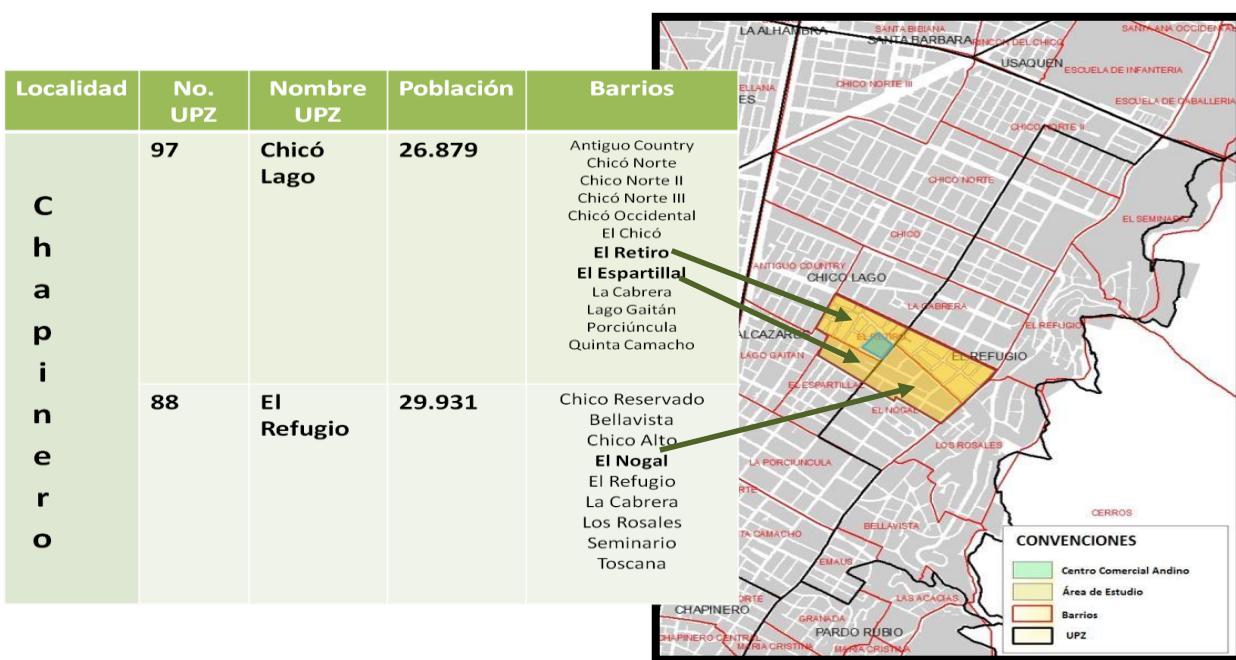 Localidad
No. UPZ
Nombre UPZ
Población
Barrios
Chapinero
97
Chicó Lago
26.879
Antiguo Country
Chicó Norte
Chico Norte II
Chicó Norte III
Chicó Occidental
El Chicó
El Retiro
El Espartillal
La Cabrera
Lago Gaitán
Porciúncula
Quinta Camacho
88
El Refugio
29.931
Chico Reservado
Bellavista
Chico Alto
El Nogal
El Refugio
La Cabrera
Los Rosales
Seminario
Toscana
LA ALHAMBRA
SANTA BIBIANA
SANTA BARBARA
RINCON DEL CHICO
SANTA ANA OCCIDENTAL
USAQUEN
ESCUELA DE INFANTERIA
CHICO NORTE III
ESCUELA DE CABALLERIA
CHICO NORTE II
CHICO NORTE
EL SEMINARIO
CHICO
ANTIGUO COUNTRY
CHICO LAGO
LA CABRERA
EL REFUGIO
ALCAZARES
EL RETIRO
LAGO GAITAN
EL REFUGIO
EL ESPARTILLAL
EL NOGAL
LOS ROSALES
LA PORCIUNCULA
CERROS
BELLAVISTA
TA CAMACHO
EMAUS
LAS ACACIAS
CHAPINERO
GRANADA
PARDO RUBIO
CHAPINERO CENTRAL
MARIA CRISTINA
MARIA CRISTINA
CONVENCIONES
Centro Comercial Andino
Área de Estudio
Barrios
UPZ